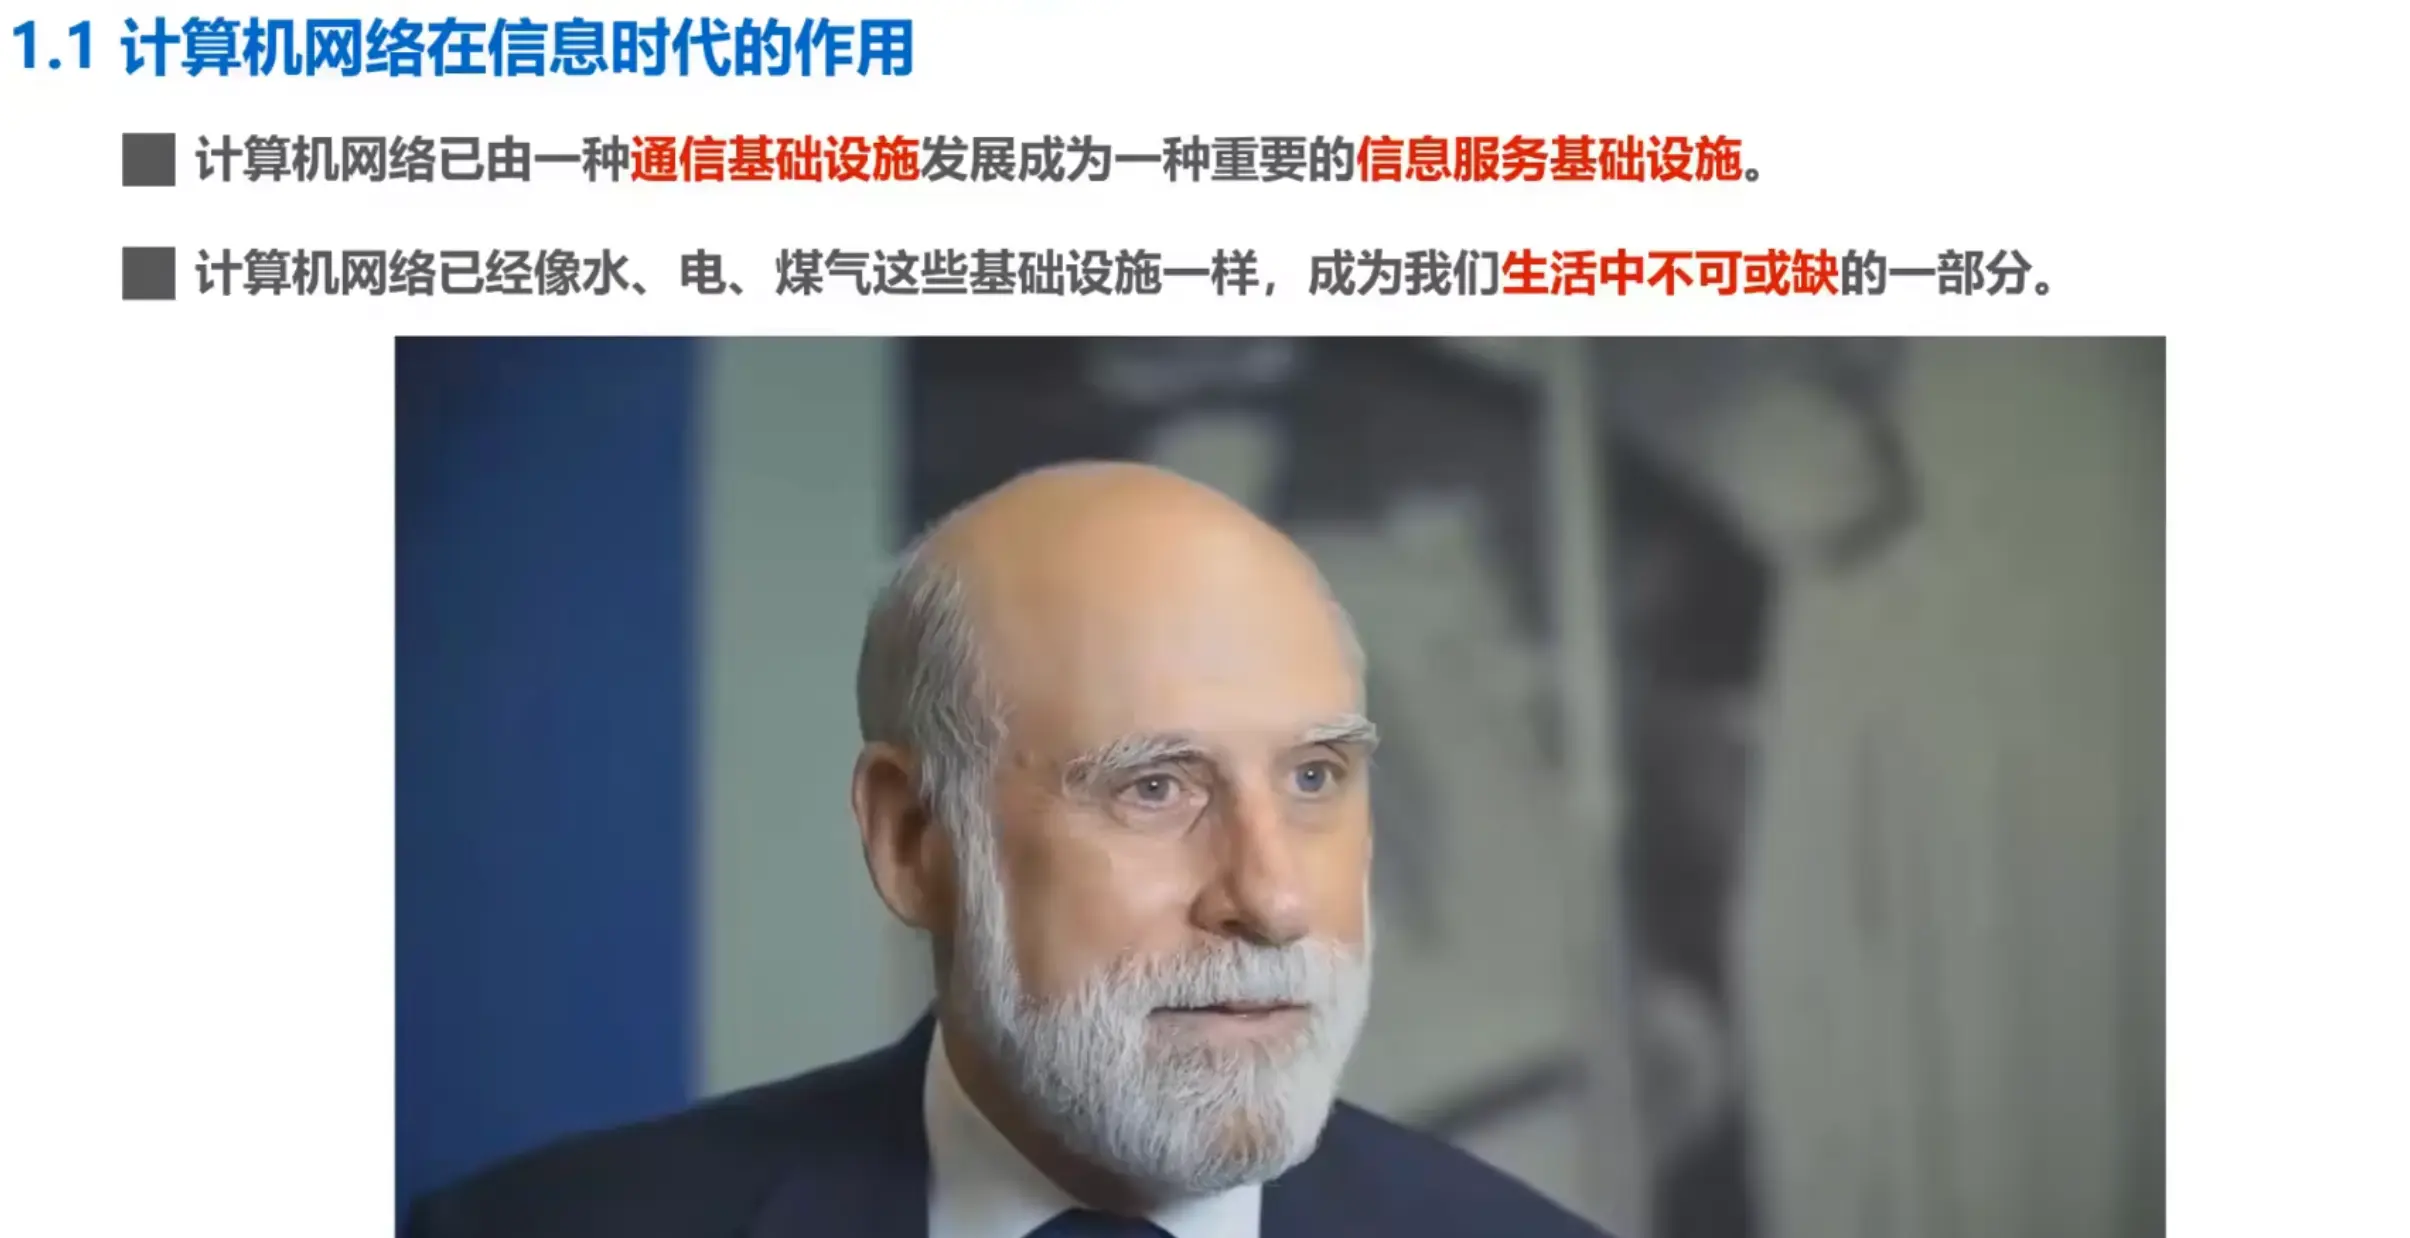 1.1 计算机网络在信息时代的作用
计算机网络已由一种通信基础设施发展成为一种重要的信息服务基础设施。
计算机网络已经像水、电、煤气这些基础设施一样，成为我们生活中不可或缺的一部分。